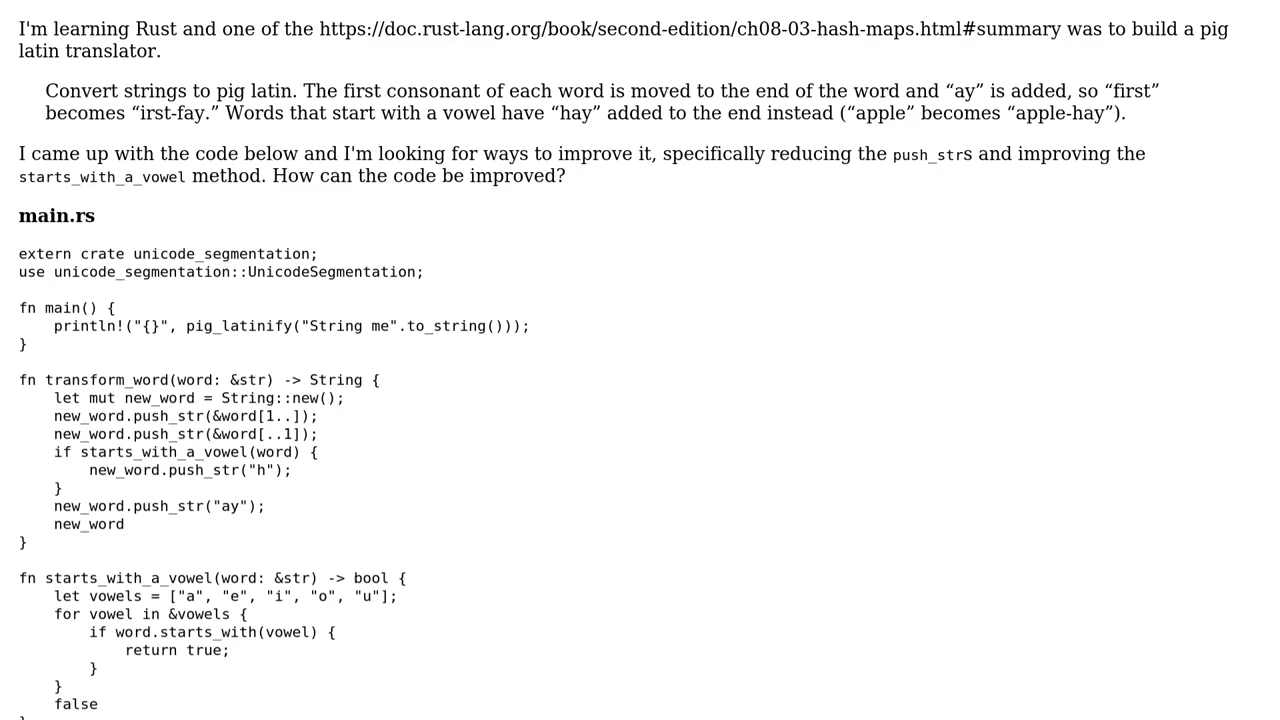 I'm learning Rust and one of the https://doc.rust-lang.org/book/second-edition/ch08-03-hash-maps.html#summary was to build a pig
latin translator.
Convert strings to pig latin. The first consonant of each word is moved to the end of the word and “ay” is added, so “first”
becomes “irst-fay.” Words that start with a vowel have “hay” added to the end instead (“apple” becomes “apple-hay”).
I came up with the code below and I'm looking for ways to improve it, specifically reducing the push_strs and improving the
starts_with_a_vowel method. How can the code be improved?
main.rs
extern crate unicode_segmentation;
use unicode_segmentation::UnicodeSegmentation;
fn main() {
    println!("{}", pig_latinify("String me".to_string()));
}
fn transform_word(word: &str) -> String {
    let mut new_word = String::new();
    new_word.push_str(&word[1..]);
    new_word.push_str(&word[..1]);
    if starts_with_a_vowel(word) {
        new_word.push_str("h");
    }
    new_word.push_str("ay");
    new_word
}
fn starts_with_a_vowel(word: &str) -> bool {
    let vowels = ["a", "e", "i", "o", "u"];
    for vowel in &vowels {
        if word.starts_with(vowel) {
            return true;
        }
    }
    false